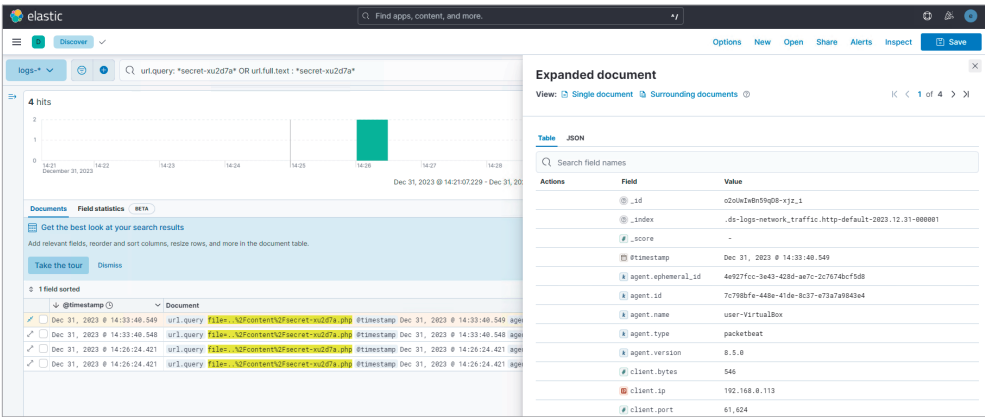 elastic
Find apps, content, and more.
^/
e
D
Discover
Options New Open Share Alerts Inspect Save
logs-*
url.query: *secret-xu2d7a* OR url.full.text : *secret-xu2d7a*
4 hits
2
1
0
14:21 14:22 14:23 14:24 14:25 14:26 14:27 14:28
December 31, 2023
Dec 31, 2023 @ 14:21:07.229 - Dec 31, 20
Documents Field statistics BETA
Get the best look at your search results
Add relevant fields, reorder and sort columns, resize rows, and more in the document table.
Take the tour Dismiss
1 field sorted
@timestamp Document
Dec 31, 2023 @ 14:33:40.549 url.query file=..%2Fcontent%2Fsecret-xu2d7a.php @timestamp Dec 31, 2023 @ 14:33:40.549 age
Dec 31, 2023 @ 14:33:40.548 url.query file=..%2Fcontent%2Fsecret-xu2d7a.php @timestamp Dec 31, 2023 @ 14:33:40.548 age
Dec 31, 2023 @ 14:26:24.421 url.query file=..%2Fcontent%2Fsecret-xu2d7a.php @timestamp Dec 31, 2023 @ 14:26:24.421 age
Dec 31, 2023 @ 14:26:24.421 url.query file=..%2Fcontent%2Fsecret-xu2d7a.php @timestamp Dec 31, 2023 @ 14:26:24.421 age
Expanded document
View: Single document Surrounding documents
1 of 4
Table JSON
Search field names
Actions Field Value
_id o2oUwIwBn59qD8-xjz_i
_index .ds-logs-network_traffic.http-default-2023.12.31-000001
_score -
@timestamp Dec 31, 2023 @ 14:33:40.549
agent.ephemeral_id 4e927fcc-3e43-428d-ae7c-2c7674bcf5d8
agent.id 7c798bfe-448e-41de-8c37-e73a7a9843e4
agent.name user-VirtualBox
agent.type packetbeat
agent.version 8.5.0
client.bytes 546
client.ip 192.168.0.113
client.port 61,624